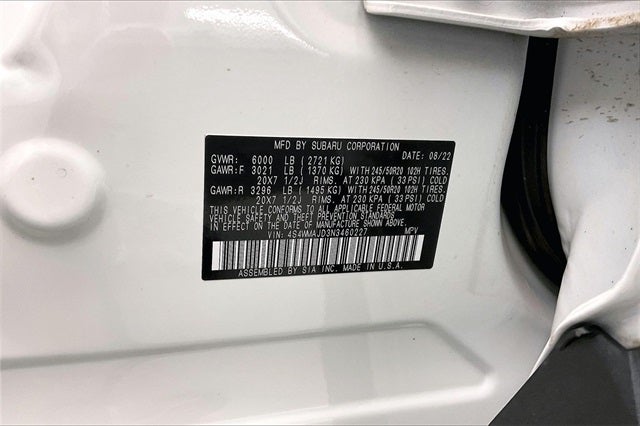 MFD BY SUBARU CORPORATION
GVWR: 6000 LB ( 2721 KG) DATE: 08/22
GAWR:F 3021 LB ( 1370 KG) WITH 245/50R20 102H TIRES.
20X7 1/2J RIMS. AT 230 KPA ( 33 PSI) COLD
GAWR:R 3296 LB ( 1495 KG) WITH 245/50R20 102H TIRES.
20X7 1/2J RIMS. AT 230 KPA ( 33 PSI) COLD
THIS VEHICLE CONFORMS TO ALL APPLICABLE FEDERAL MOTOR
VEHICLE SAFETY AND THEFT PREVENTION STANDARDS
IN EFFECT ON THE DATE OF MANUFACTURE SHOWN ABOVE.
VIN: 4S4WMAJD3N3460227 MPV
ASSEMBLED BY SIA INC. MADE IN U.S.A.